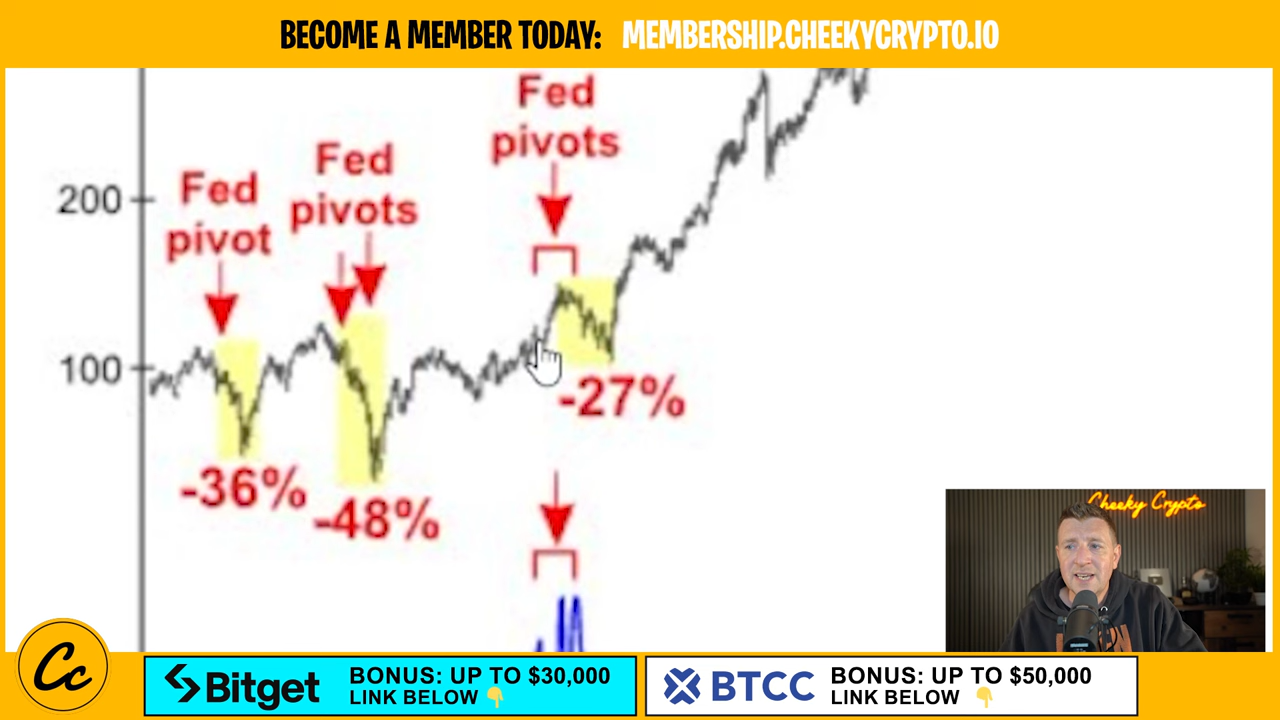 BECOME A MEMBER TODAY: MEMBERSHIP.CHEEKYCRYPTO.IO
Fed
pivots
Fed
pivots
Fed
pivot
200
100
-27%
-36%
-48%
Cheeky Crypto
Cc
Bitget
BONUS: UP TO $30,000
LINK BELOW 👇
BTCC
BONUS: UP TO $50,000
LINK BELOW 👇